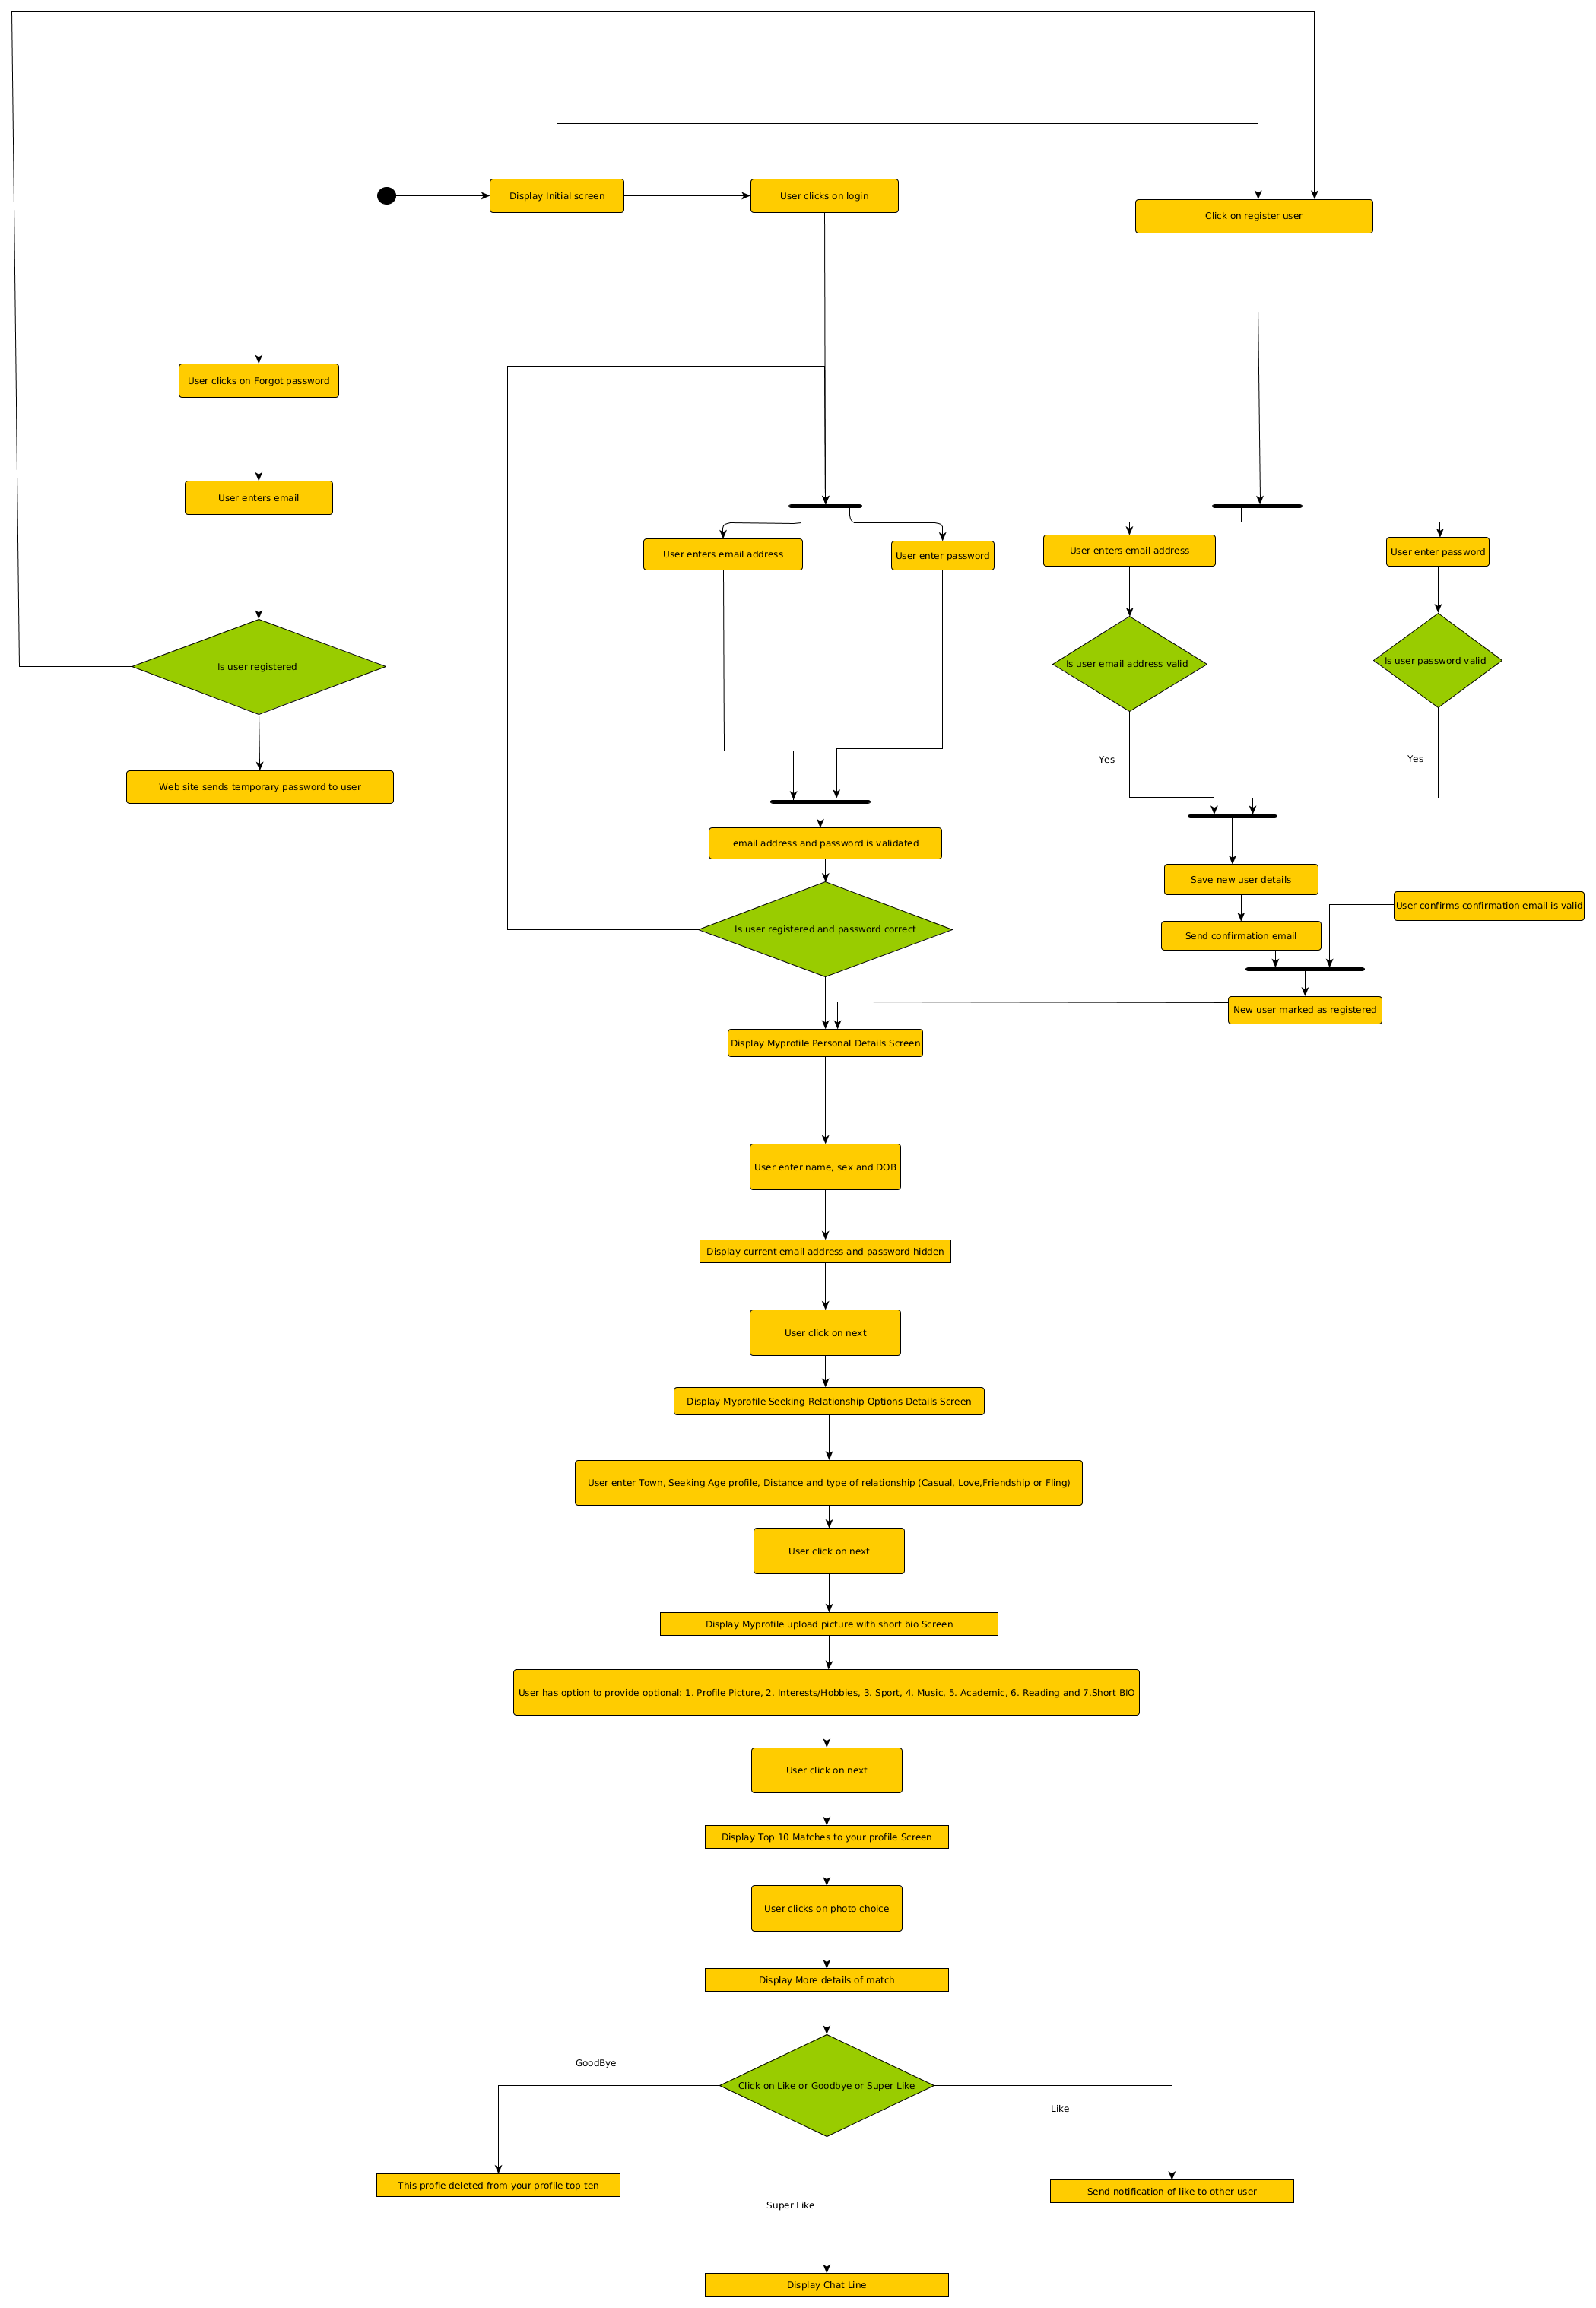 Display Initial screen
User clicks on login
Click on register user
User clicks on Forgot password
User enters email
User enters email address
User enter password
User enters email address
User enter password
Is user registered
Is user email address valid
Is user password valid
Yes
Yes
Web site sends temporary password to user
email address and password is validated
Save new user details
User confirms confirmation email is valid
Is user registered and password correct
Send confirmation email
New user marked as registered
Display Myprofile Personal Details Screen
User enter name, sex and DOB
Display current email address and password hidden
User click on next
Display Myprofile Seeking Relationship Options Details Screen
User enter Town, Seeking Age profile, Distance and type of relationship (Casual, Love,Friendship or Fling)
User click on next
Display Myprofile upload picture with short bio Screen
User has option to provide optional: 1. Profile Picture, 2. Interests/Hobbies, 3. Sport, 4. Music, 5. Academic, 6. Reading and 7.Short BIO
User click on next
Display Top 10 Matches to your profile Screen
User clicks on photo choice
Display More details of match
GoodBye
Click on Like or Goodbye or Super Like
Like
This profie deleted from your profile top ten
Send notification of like to other user
Super Like
Display Chat Line